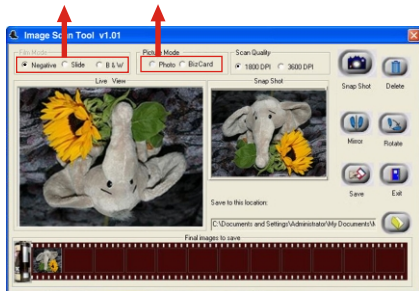 Image Scan Tool v1.01
Film Mode
Negative Slide B & W
Picture Mode
Photo BizCard
Scan Quality
1800 DPI 3600 DPI
Live View
Snap Shot
Snap Shot
Delete
Mirror
Rotate
Save
Exit
Save to this location:
C:\Documents and Settings\Administrator\My Documents\
Final images to save